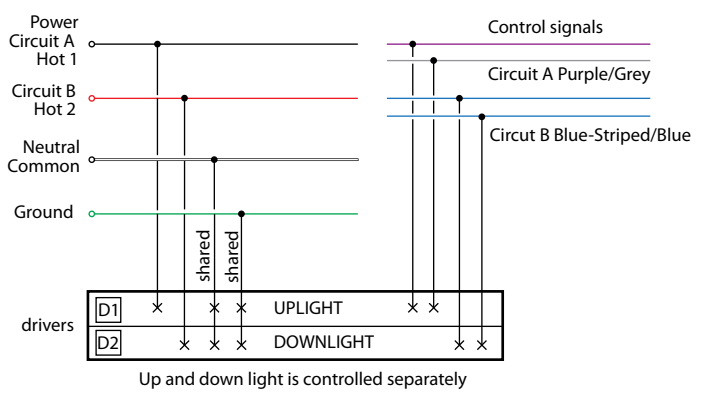 Power
Circuit A
Hot 1
Circuit B
Hot 2
Neutral
Common
Ground
Control signals
Circuit A Purple/Grey
Circut B Blue-Striped/Blue
shared
shared
drivers
D1
UPLIGHT
D2
DOWNLIGHT
Up and down light is controlled separately